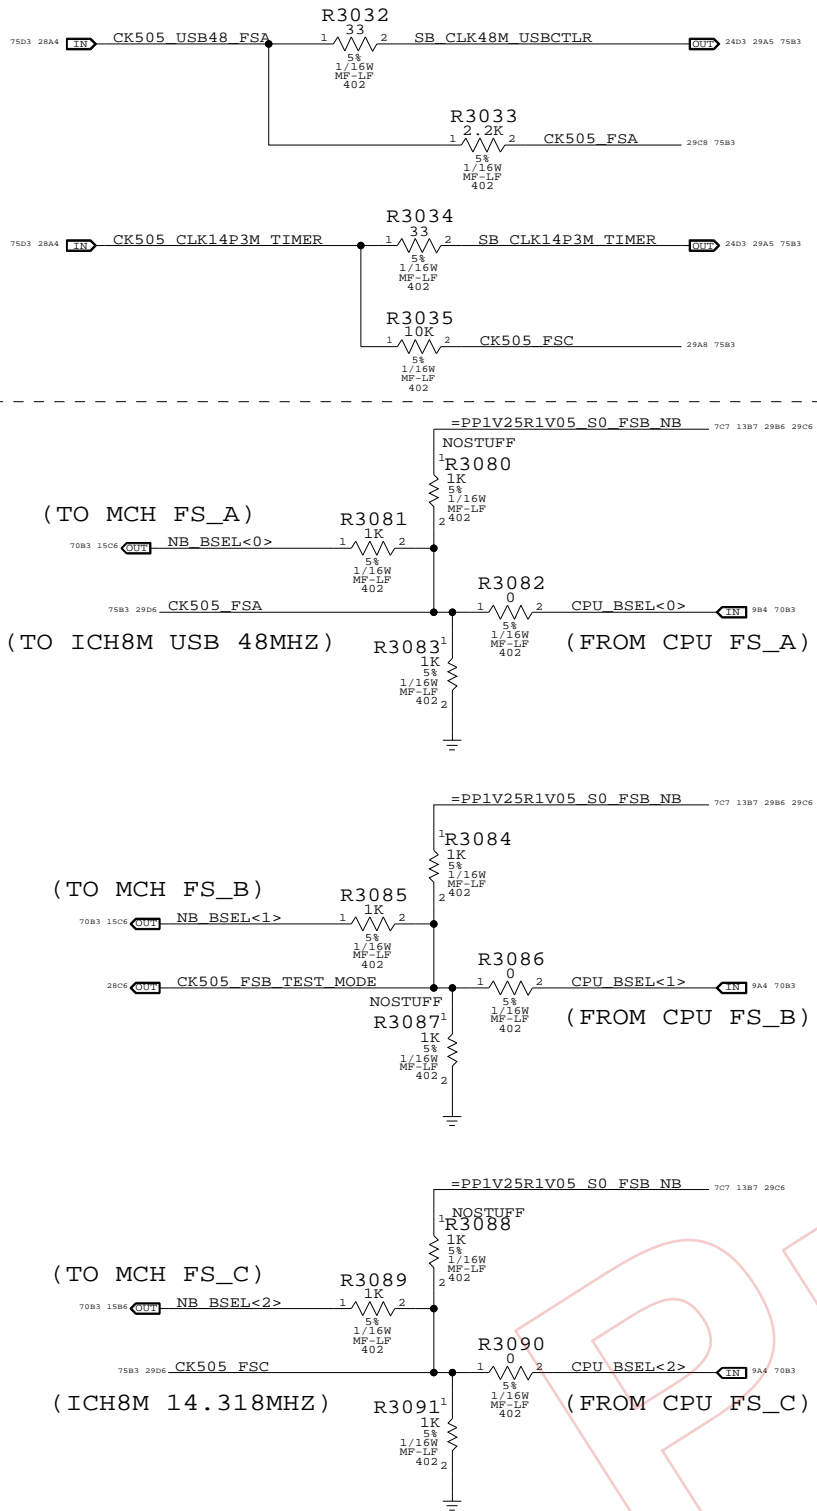 R3032
75D3 28A4 IN CK505_USB48_FSA 1 33 2 SB_CLK48M_USBCTLR OUT 24D3 29A5 75B3
5%
1/16W
MF-LF
402
R3033
1 2.2K 2 CK505_FSA 29C8 75B3
5%
1/16W
MF-LF
402
R3034
75D3 28A4 IN CK505_CLK14P3M_TIMER 1 33 2 SB_CLK14P3M_TIMER OUT 24D3 29A5 75B3
5%
1/16W
MF-LF
402
R3035
1 10K 2 CK505_FSC 29A8 75B3
5%
1/16W
MF-LF
402
=PP1V25R1V05_S0_FSB_NB 7C7 13B7 29B6 29C6
NOSTUFF
1 R3080
1K
5%
1/16W
MF-LF
2 402
(TO MCH FS_A)
R3081
70B3 15C6 OUT NB_BSEL<0> 1 1K 2
5%
1/16W
MF-LF
402
R3082
75B3 29D6 CK505_FSA 1 0 2 CPU_BSEL<0> IN 9B4 70B3
5%
1/16W
MF-LF
402
(TO ICH8M USB 48MHZ)
(FROM CPU FS_A)
R3083 1
1K
5%
1/16W
MF-LF
402 2
=PP1V25R1V05_S0_FSB_NB 7C7 13B7 29B6 29C6
1 R3084
1K
5%
1/16W
MF-LF
2 402
(TO MCH FS_B)
R3085
70B3 15C6 OUT NB_BSEL<1> 1 1K 2
5%
1/16W
MF-LF
402
R3086
28C6 OUT CK505_FSB_TEST_MODE 1 0 2 CPU_BSEL<1> IN 9A4 70B3
5%
1/16W
MF-LF
402
NOSTUFF
(FROM CPU FS_B)
R3087 1
1K
5%
1/16W
MF-LF
402 2
=PP1V25R1V05_S0_FSB_NB 7C7 13B7 29C6
1 NOSTUFF
R3088
1K
5%
1/16W
MF-LF
2 402
(TO MCH FS_C)
R3089
70B3 15B6 OUT NB_BSEL<2> 1 1K 2
5%
1/16W
MF-LF
402
R3090
75B3 29D6 CK505_FSC 1 0 2 CPU_BSEL<2> IN 9A4 70B3
5%
1/16W
MF-LF
402
(ICH8M 14.318MHZ)
(FROM CPU FS_C)
R3091 1
1K
5%
1/16W
MF-LF
402 2